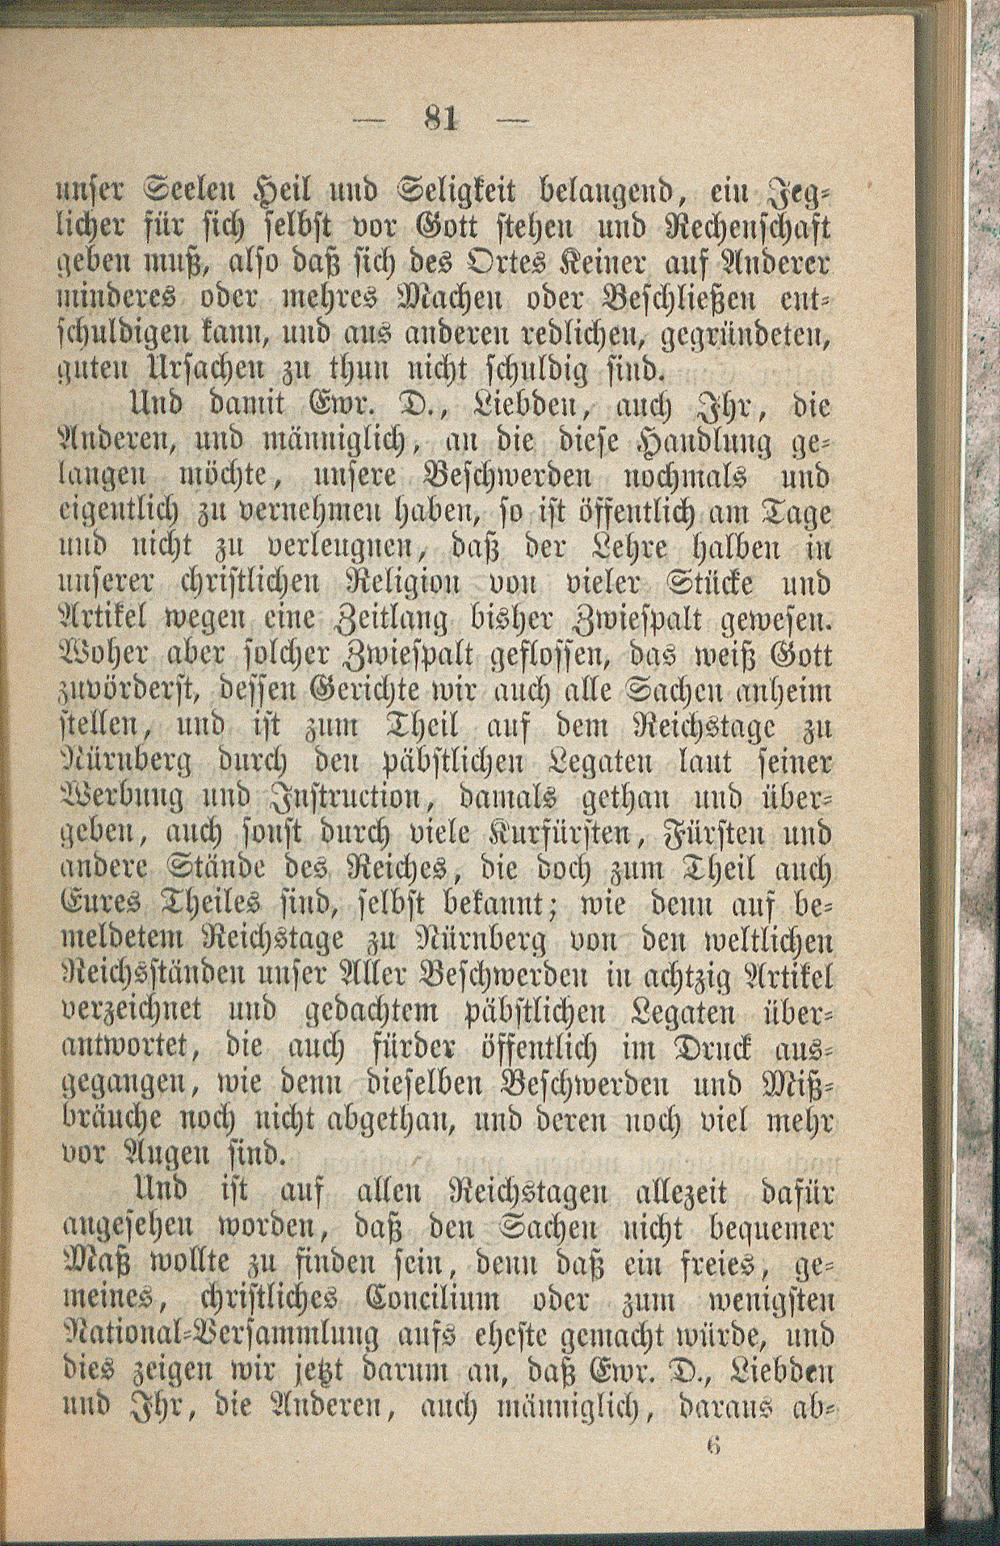 — 81 —
unser Seelen Heil und Seligkeit belangend, ein Jeg-
licher für sich selbst vor Gott stehen und Rechenschaft
geben muß, also daß sich des Ortes Keiner auf Anderer
minderes oder mehres Machen oder Beschließen ent-
schuldigen kann, und aus anderen redlichen, gegründeten,
guten Ursachen zu thun nicht schuldig sind.
Und damit Ewr. D., Liebden, auch Ihr, die
Anderen, und männiglich, an die diese Handlung ge-
langen möchte, unsere Beschwerden nochmals und
eigentlich zu vernehmen haben, so ist öffentlich am Tage
und nicht zu verleugnen, daß der Lehre halben in
unserer christlichen Religion von vieler Stücke und
Artikel wegen eine Zeitlang bisher Zwiespalt gewesen.
Woher aber solcher Zwiespalt geflossen, das weiß Gott
zuvörderst, dessen Gerichte wir auch alle Sachen anheim
stellen, und ist zum Theil auf dem Reichstage zu
Nürnberg durch den päbstlichen Legaten laut seiner
Werbung und Instruction, damals gethan und über-
geben, auch sonst durch viele Kurfürsten, Fürsten und
andere Stände des Reiches, die doch zum Theil auch
Eures Theiles sind, selbst bekannt; wie denn auf be-
meldetem Reichstage zu Nürnberg von den weltlichen
Reichsständen unser Aller Beschwerden in achtzig Artikel
verzeichnet und gedachtem päbstlichen Legaten über-
antwortet, die auch fürder öffentlich im Druck aus-
gegangen, wie denn dieselben Beschwerden und Miß-
bräuche noch nicht abgethan, und deren noch viel mehr
vor Augen sind.
Und ist auf allen Reichstagen allezeit dafür
angesehen worden, daß den Sachen nicht bequemer
Maß wollte zu finden sein, denn daß ein freies, ge-
meines, christliches Concilium oder zum wenigsten
National-Versammlung aufs eheste gemacht würde, und
dies zeigen wir jetzt darum an, daß Ewr. D., Liebden
und Ihr, die Anderen, auch männiglich, daraus ab-
6